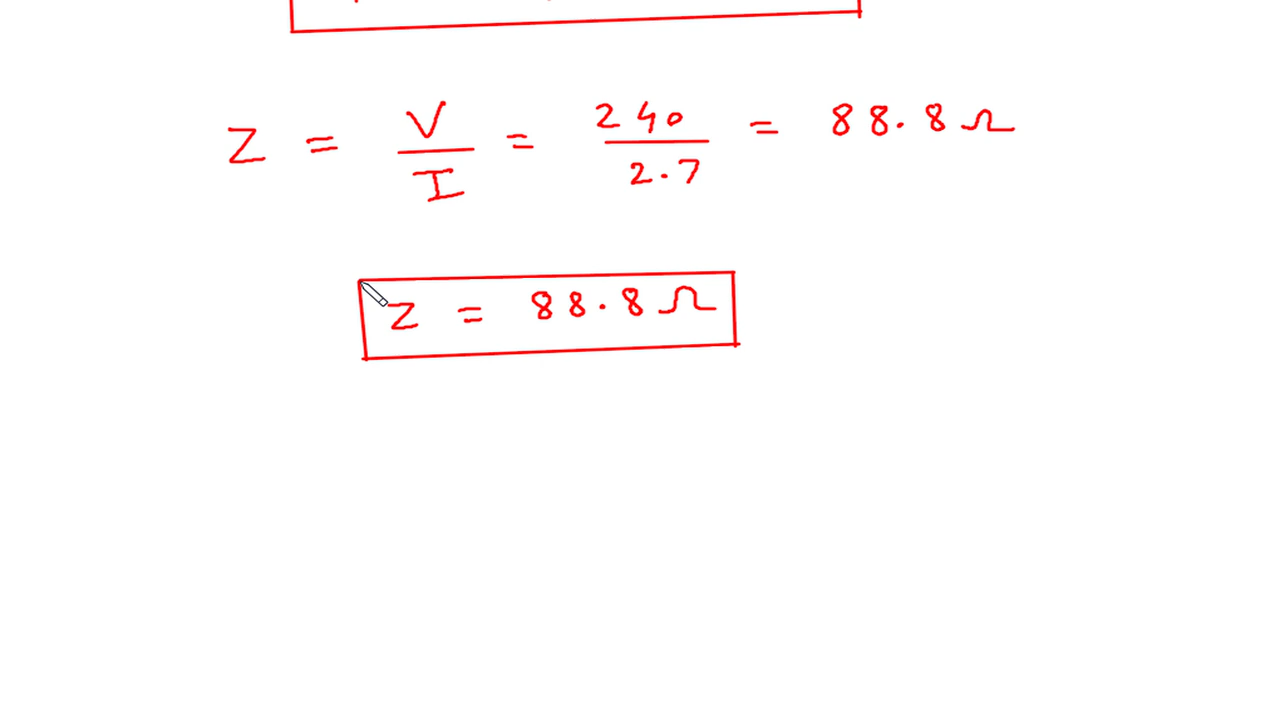 Z = V/I = 240/2.7 = 88.8 Ω
Z = 88.8 Ω